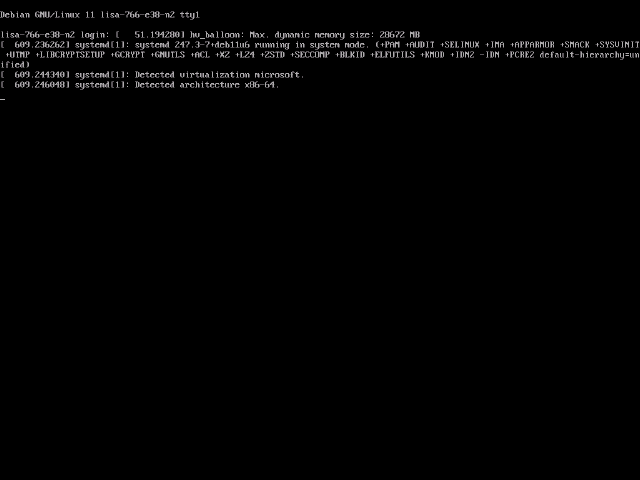 Debian GNU/Linux 11 lisa-766-e38-n2 tty1
lisa-766-e38-n2 login: [   51.194280] hv_balloon: Max. dynamic memory size: 28672 MB
[  609.236262] systemd[1]: systemd 247.3-7+deb11u6 running in system mode. (+PAM +AUDIT +SELINUX +IMA +APPARMOR +SMACK +SYSVINIT
 +UTMP +LIBCRYPTSETUP +GCRYPT +GNUTLS +ACL +XZ +LZ4 +ZSTD +SECCOMP +BLKID +ELFUTILS +KMOD +IDN2 -IDN +PCRE2 default-hierarchy=un
ified)
[  609.244340] systemd[1]: Detected virtualization microsoft.
[  609.246048] systemd[1]: Detected architecture x86-64.